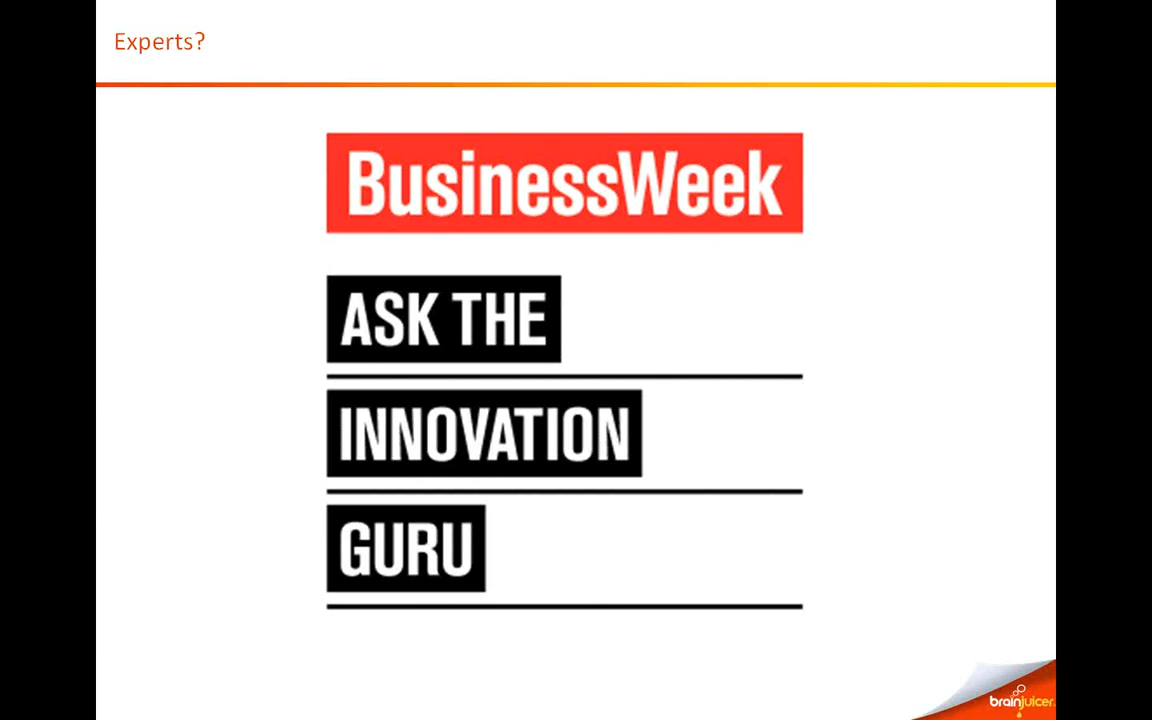 Experts?
BusinessWeek
ASK THE
INNOVATION
GURU
brainjuicer